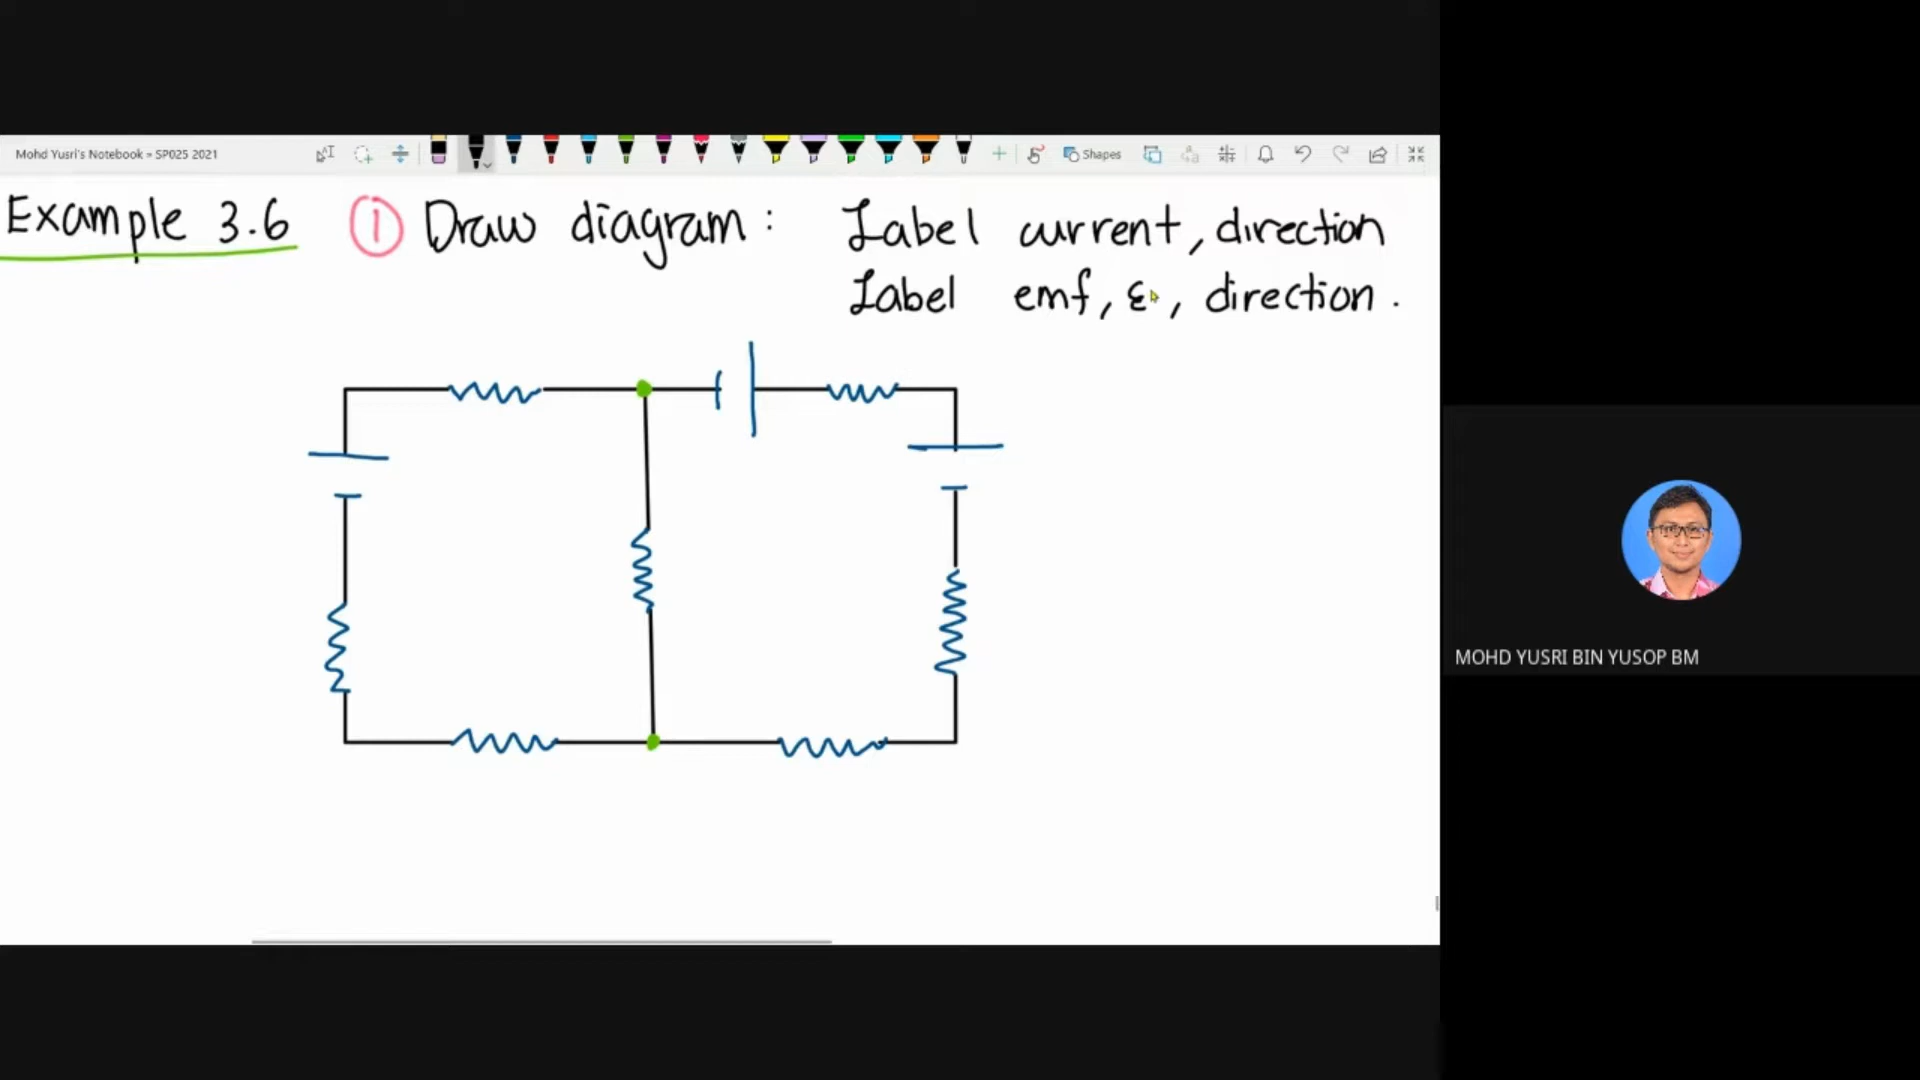 Mohd Yusri's Notebook » SP025 2021
Shapes
Example 3.6 ① Draw diagram : Label current, direction
Label emf, ε, direction.
MOHD YUSRI BIN YUSOP BM